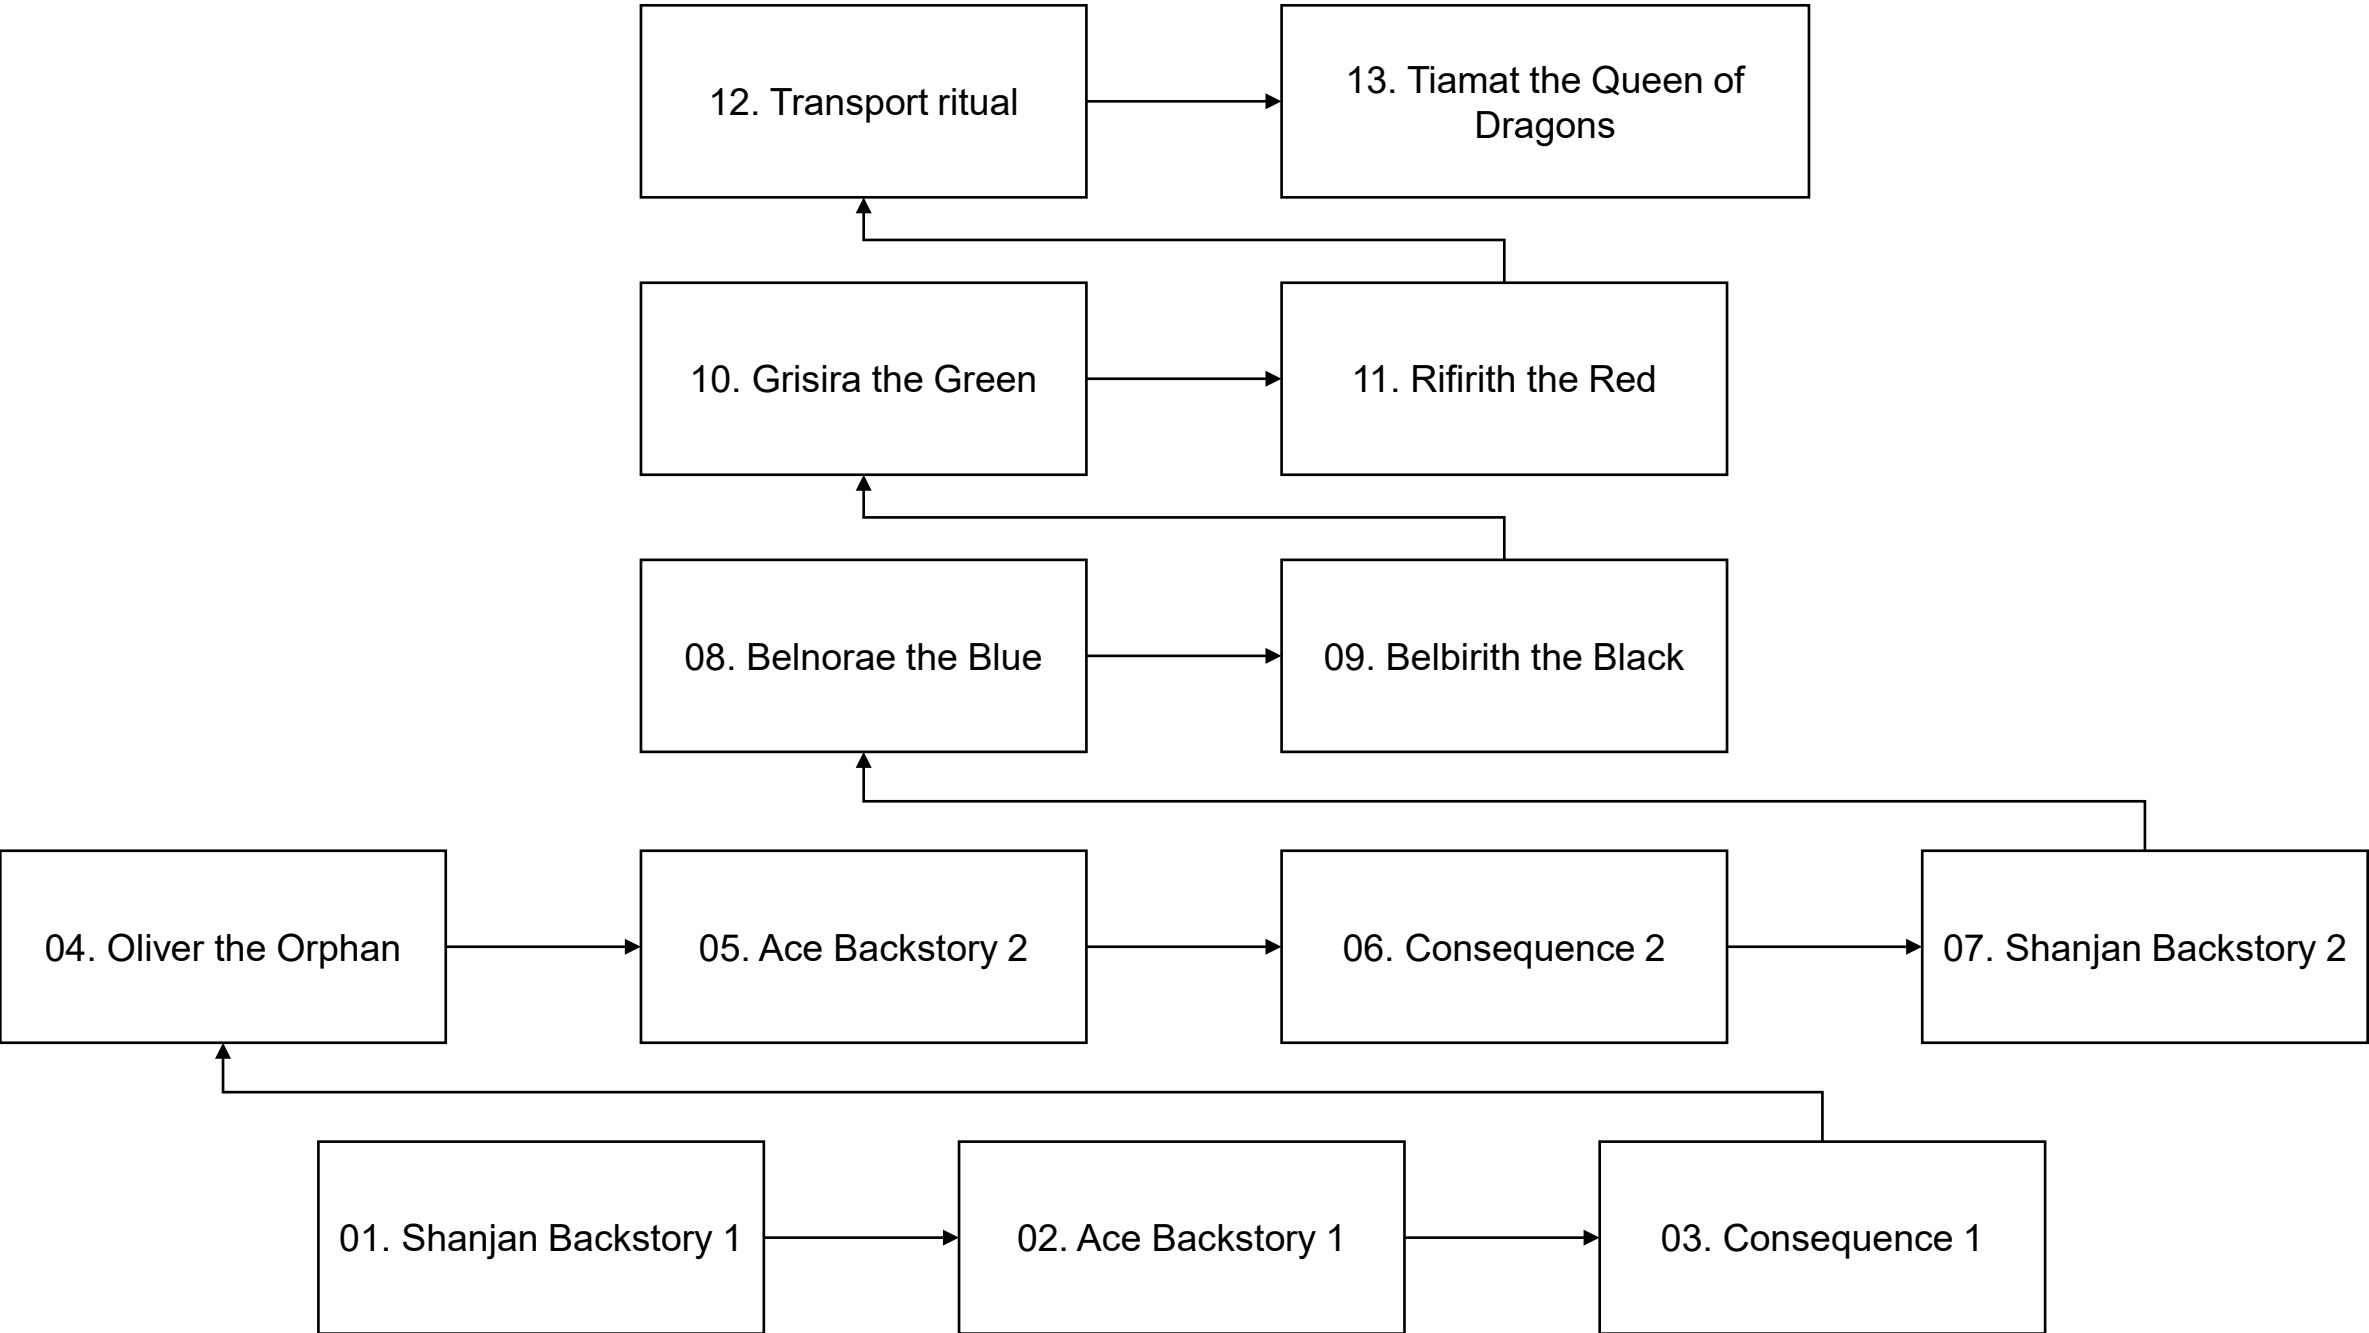 12. Transport ritual
13. Tiamat the Queen of
Dragons
10. Grisira the Green
11. Rifirith the Red
08. Belnorae the Blue
09. Belbirith the Black
04. Oliver the Orphan
05. Ace Backstory 2
06. Consequence 2
07. Shanjan Backstory 2
01. Shanjan Backstory 1
02. Ace Backstory 1
03. Consequence 1